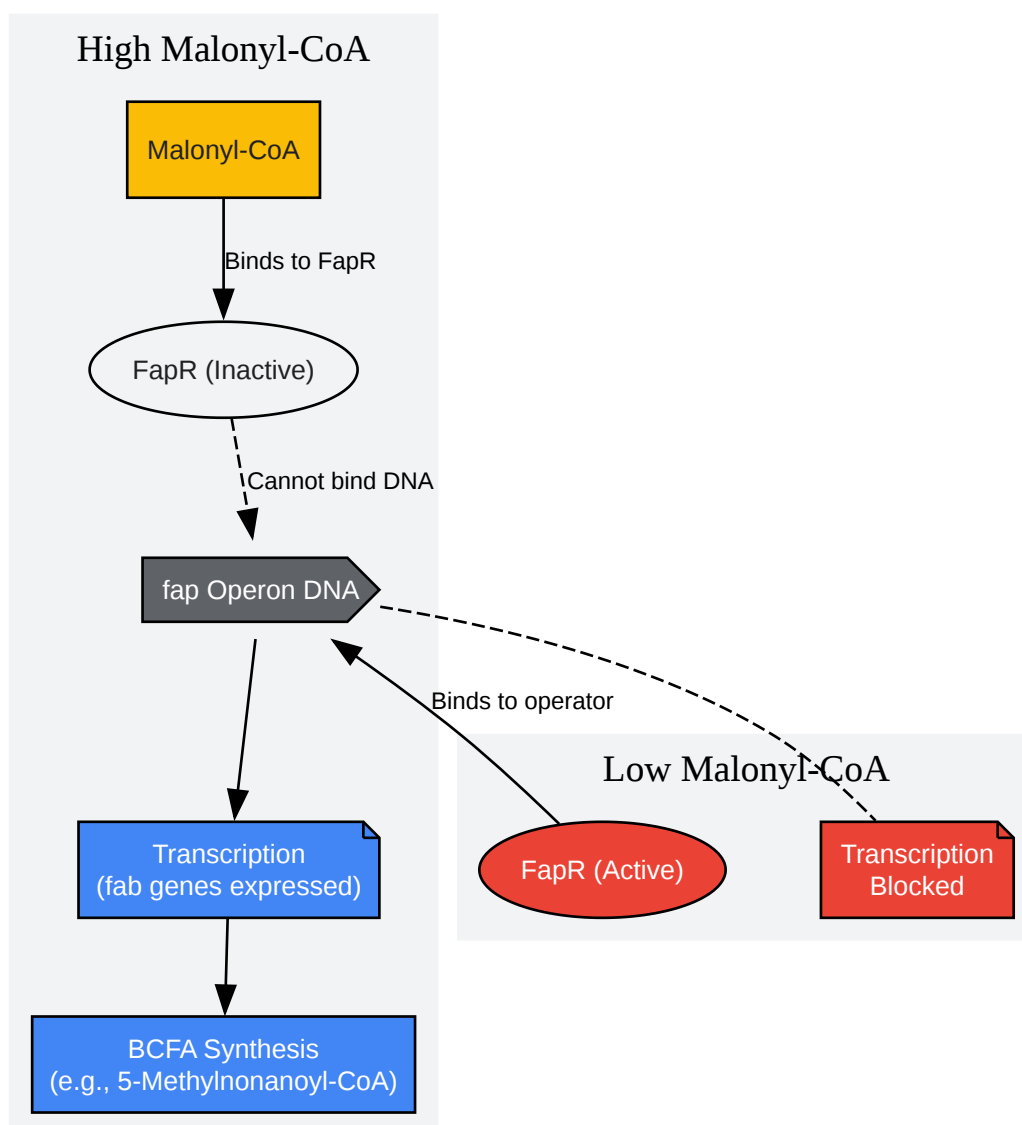 High Malonyl-CoA
Malonyl-CoA
Binds to FapR
FapR (Inactive)
Cannot bind DNA
fap Operon DNA
Binds to operator
Low Malonyl-CoA
Transcription
(fab genes expressed)
FapR (Active)
Transcription
Blocked
BCFA Synthesis
(e.g., 5-Methylnonanoyl-CoA)